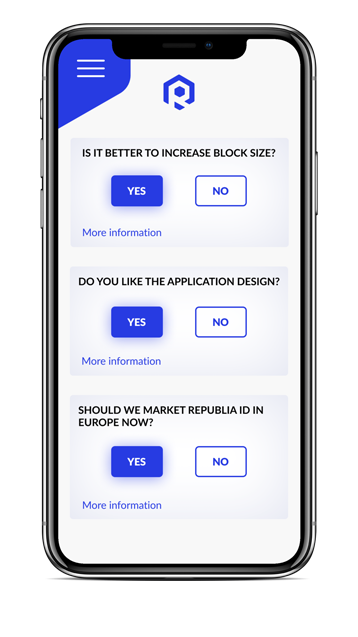 IS IT BETTER TO INCREASE BLOCK SIZE?
YES NO
More information
DO YOU LIKE THE APPLICATION DESIGN?
YES NO
More information
SHOULD WE MARKET REPUBLIA ID IN
EUROPE NOW?
YES NO
More information